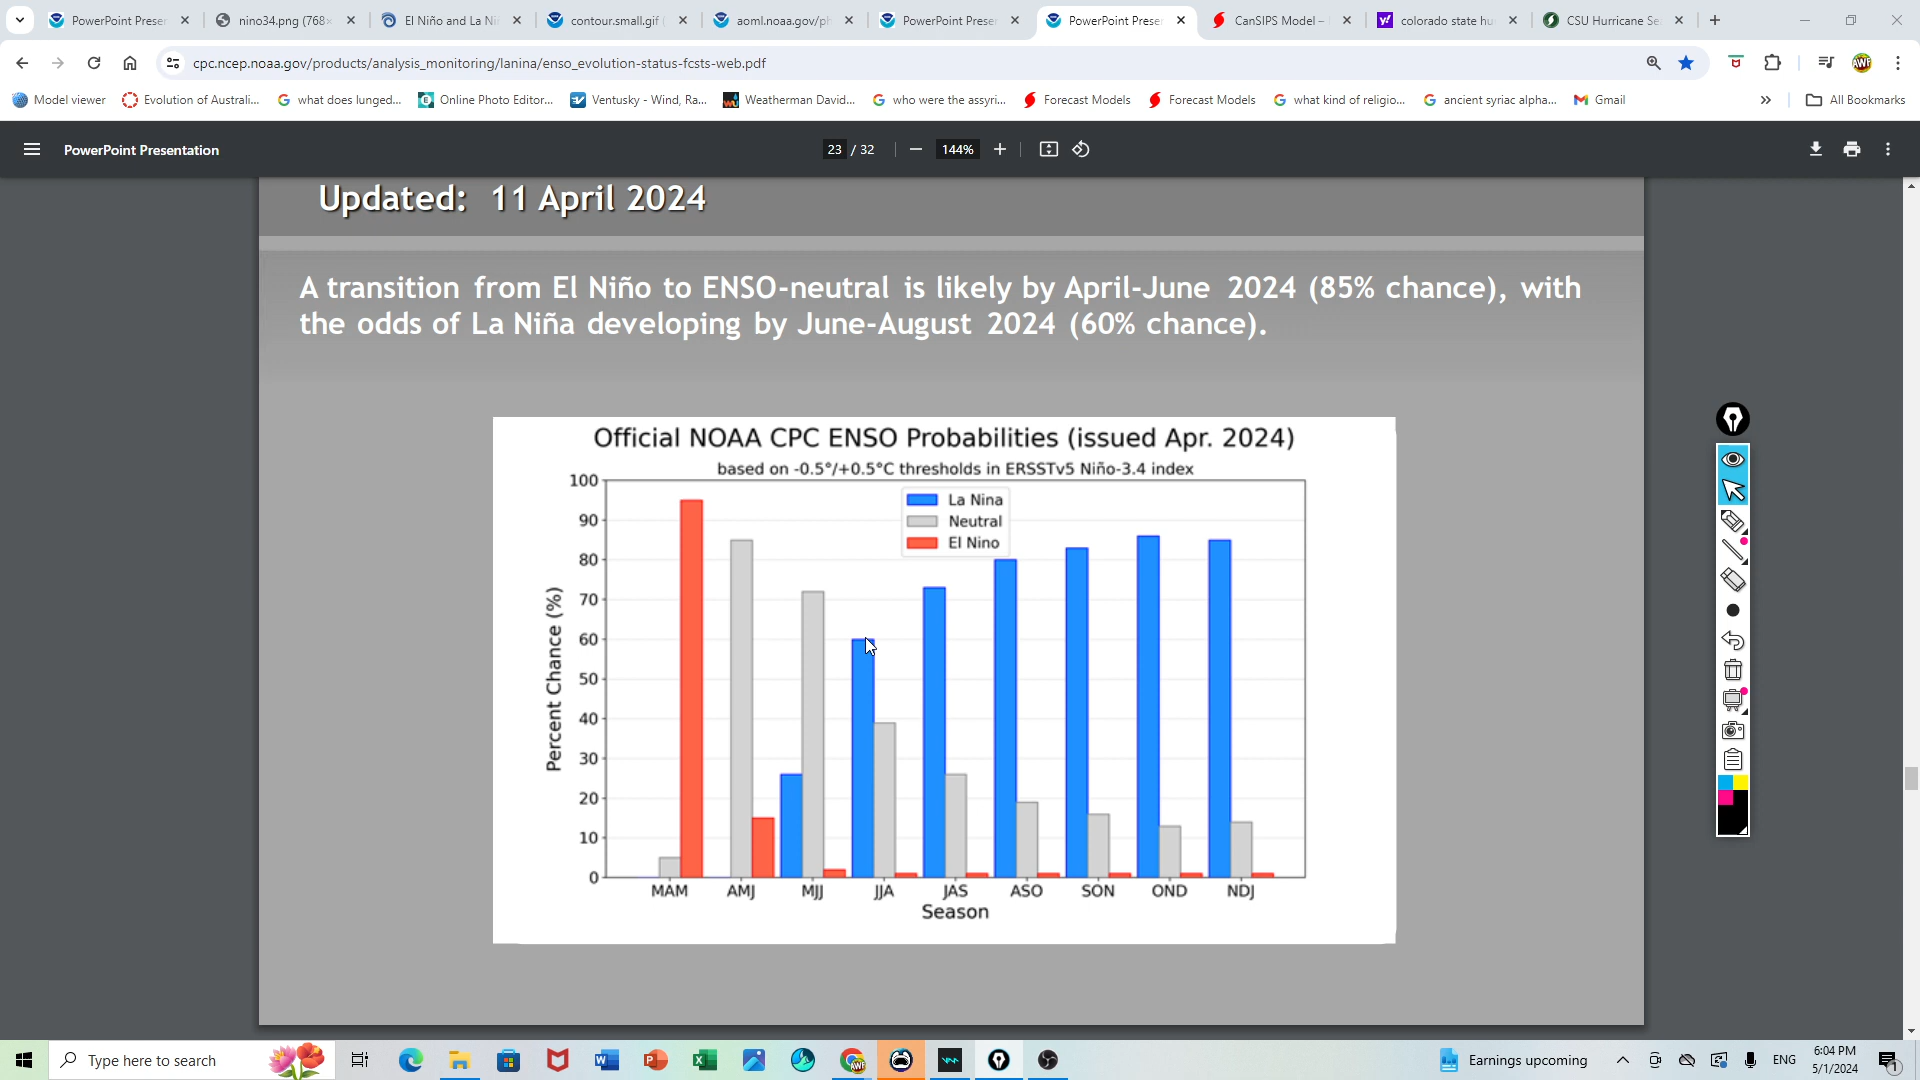 PowerPoint Presen
nino34.png (768×
El Niño and La Ni
contour.small.gif (
aoml.noaa.gov/ph
PowerPoint Presen
PowerPoint Presen
CanSIPS Model –
colorado state hu
CSU Hurricane Se
cpc.ncep.noaa.gov/products/analysis_monitoring/lanina/enso_evolution-status-fcsts-web.pdf
Model viewer
Evolution of Australi...
what does lunged...
Online Photo Editor...
Ventusky - Wind, Ra...
Weatherman David...
who were the assyri...
Forecast Models
Forecast Models
what kind of religio...
ancient syriac alpha...
Gmail
All Bookmarks
PowerPoint Presentation
23 / 32
144%
Updated: 11 April 2024
A transition from El Niño to ENSO-neutral is likely by April-June 2024 (85% chance), with
the odds of La Niña developing by June-August 2024 (60% chance).
Official NOAA CPC ENSO Probabilities (issued Apr. 2024)
based on -0.5°/+0.5°C thresholds in ERSSTv5 Niño-3.4 index
La Nina
Neutral
El Nino
Percent Chance (%)
100
90
80
70
60
50
40
30
20
10
0
MAM AMJ MJJ JJA JAS ASO SON OND NDJ
Season
Type here to search
Earnings upcoming
ENG
6:04 PM
5/1/2024
1